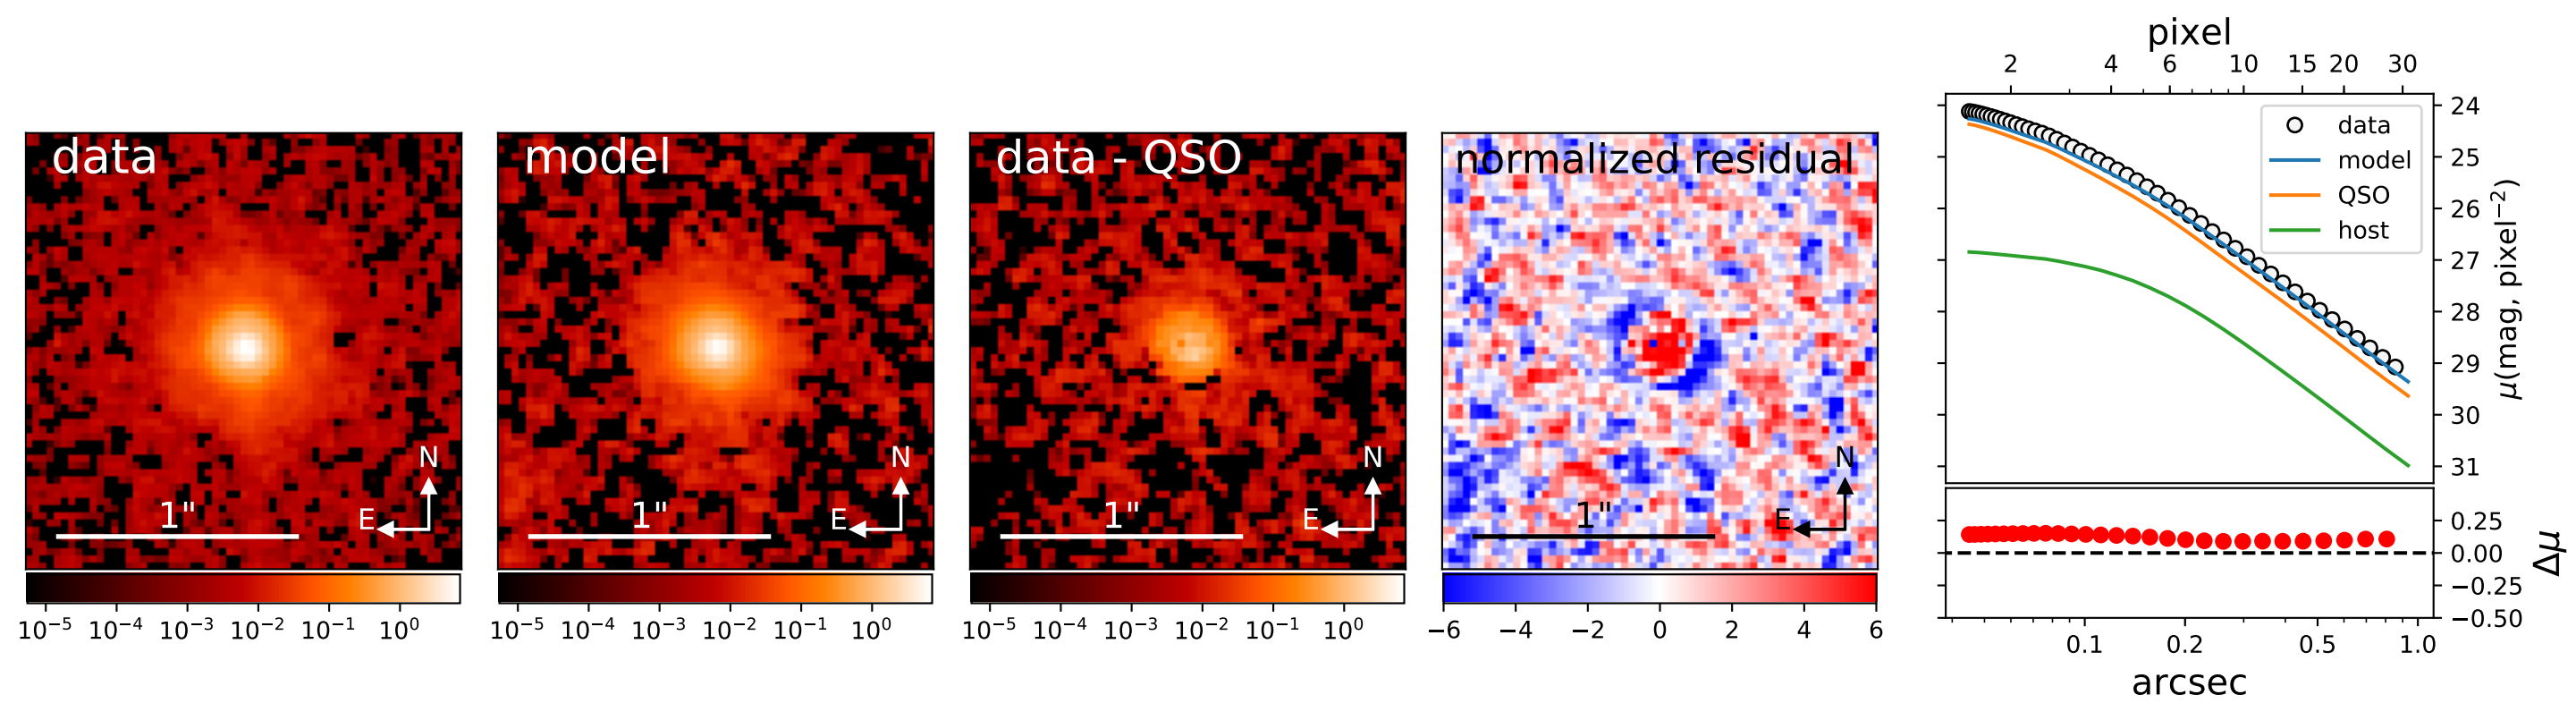 data
1"
N
E
10⁻⁵ 10⁻⁴ 10⁻³ 10⁻² 10⁻¹ 10⁰
model
1"
N
E
10⁻⁵ 10⁻⁴ 10⁻³ 10⁻² 10⁻¹ 10⁰
data - QSO
1"
N
E
10⁻⁵ 10⁻⁴ 10⁻³ 10⁻² 10⁻¹ 10⁰
normalized residual
1"
N
E
−6 −4 −2 0 2 4 6
pixel
2 4 6 10 15 20 30
data
model
QSO
host
24
25
26
27
28
29
30
31
μ(mag, pixel⁻²)
0.25
0.00
−0.25
−0.50
Δμ
0.1 0.2 0.5 1.0
arcsec